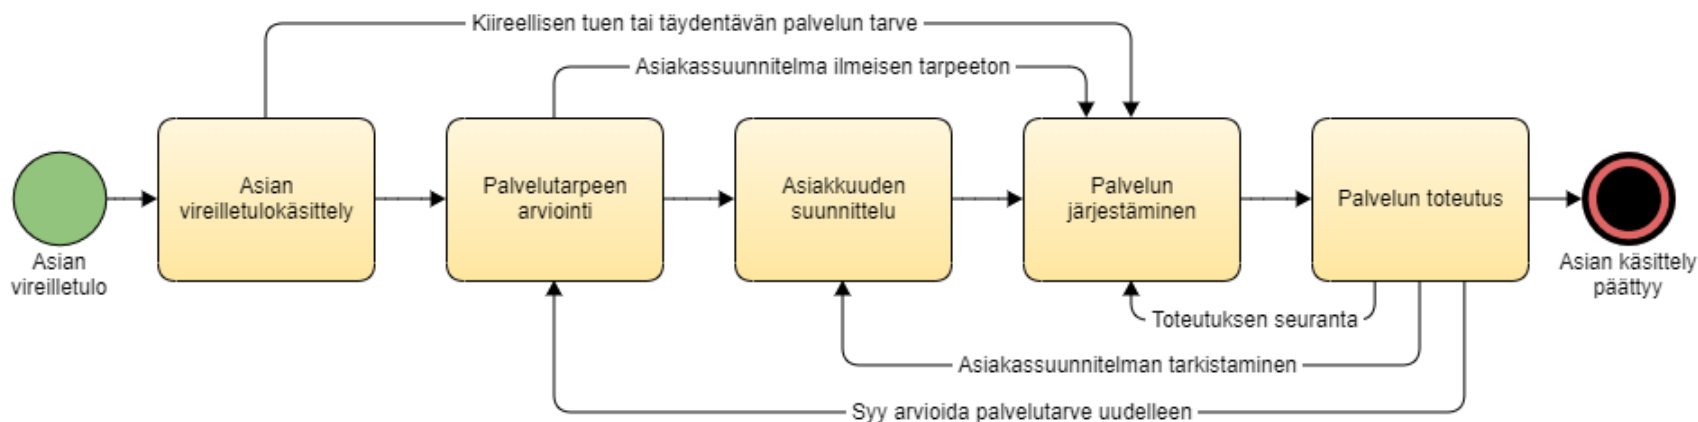 Kiireellisen tuen tai täydentävän palvelun tarve
Asiakassuunnitelma ilmeisen tarpeeton
Asian
vireilletulo
Asian
vireilletulokäsittely
Palvelutarpeen
arviointi
Asiakkuuden
suunnittelu
Palvelun
järjestäminen
Palvelun toteutus
Asian käsittely
päättyy
Toteutuksen seuranta
Asiakassuunnitelman tarkistaminen
Syy arvioida palvelutarve uudelleen